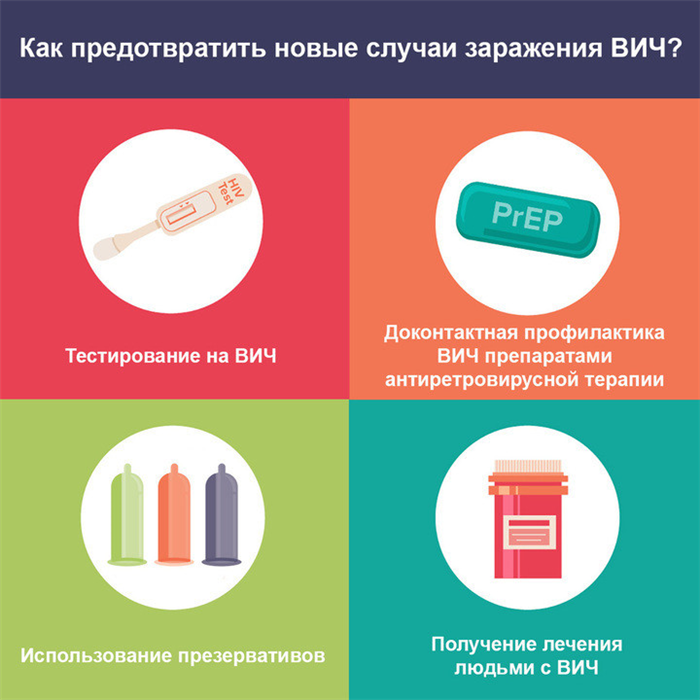 Как предотвратить новые случаи заражения ВИЧ?
HIV
Test
Тестирование на ВИЧ
PrEP
Доконтактная профилактика
ВИЧ препаратами
антиретровирусной терапии
Использование презервативов
Получение лечения
людьми с ВИЧ